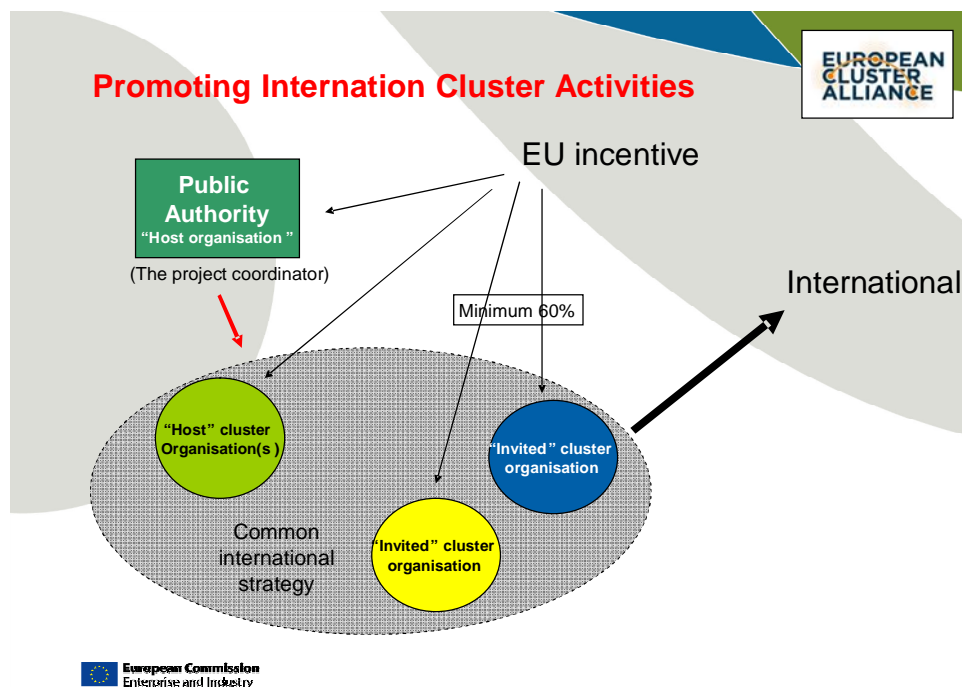 Promoting Internation Cluster Activities
EUROPEAN
CLUSTER
ALLIANCE
EU incentive
Public
Authority
“Host organisation ”
(The project coordinator)
International
Minimum 60%
“Host” cluster
Organisation(s )
“Invited” cluster
organisation
“Invited” cluster
organisation
Common
international
strategy
European Commission
Enterprise and Industry